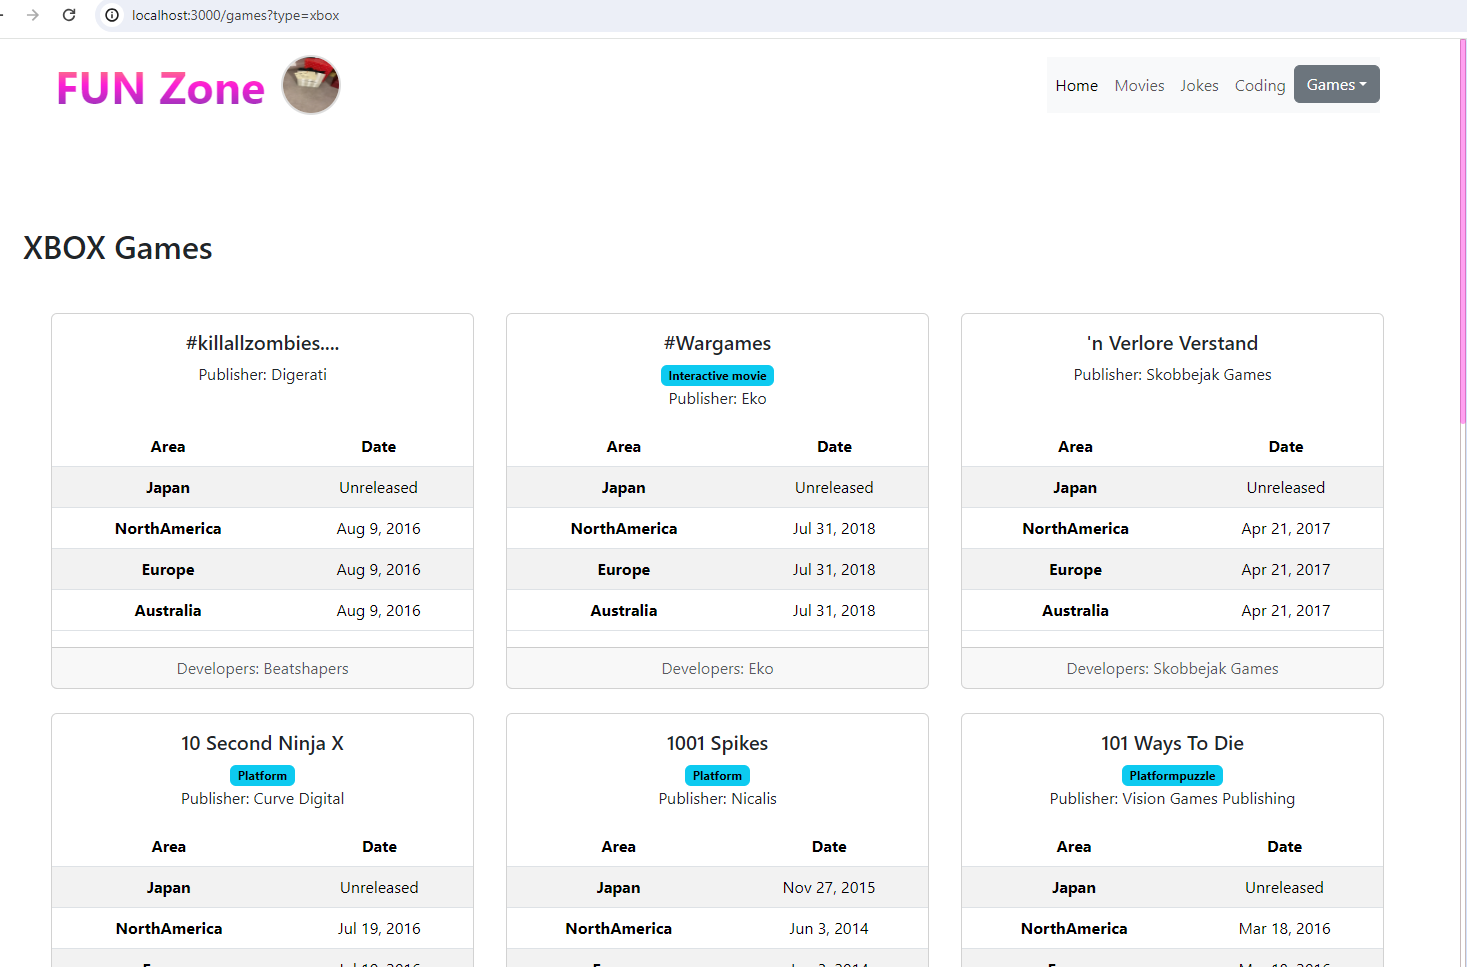 localhost:3000/games?type=xbox
FUN Zone
Home Movies Jokes Coding Games
XBOX Games
#killallzombies....
Publisher: Digerati
Area Date
Japan Unreleased
NorthAmerica Aug 9, 2016
Europe Aug 9, 2016
Australia Aug 9, 2016
Developers: Beatshapers
#Wargames
Interactive movie
Publisher: Eko
Area Date
Japan Unreleased
NorthAmerica Jul 31, 2018
Europe Jul 31, 2018
Australia Jul 31, 2018
Developers: Eko
'n Verlore Verstand
Publisher: Skobbejak Games
Area Date
Japan Unreleased
NorthAmerica Apr 21, 2017
Europe Apr 21, 2017
Australia Apr 21, 2017
Developers: Skobbejak Games
10 Second Ninja X
Platform
Publisher: Curve Digital
Area Date
Japan Unreleased
NorthAmerica Jul 19, 2016
1001 Spikes
Platform
Publisher: Nicalis
Area Date
Japan Nov 27, 2015
NorthAmerica Jun 3, 2014
101 Ways To Die
Platformpuzzle
Publisher: Vision Games Publishing
Area Date
Japan Unreleased
NorthAmerica Mar 18, 2016